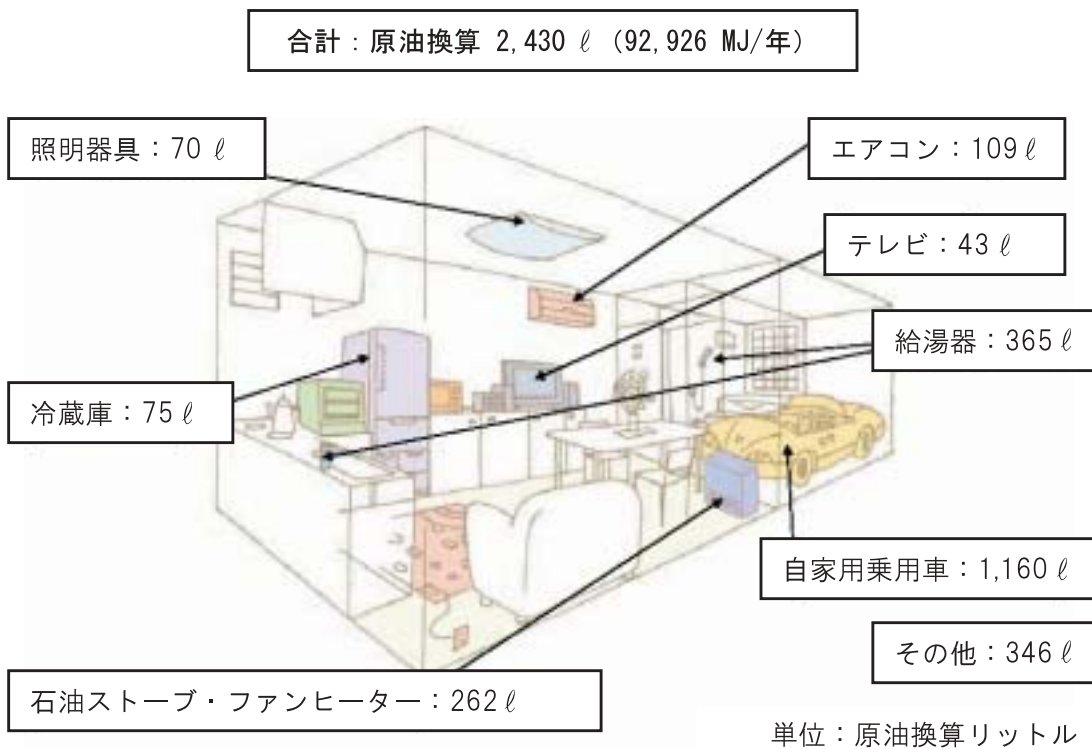 合計：原油換算 2,430 ℓ （92,926 MJ/年）
照明器具：70 ℓ
エアコン：109ℓ
テレビ：43 ℓ
給湯器：365 ℓ
冷蔵庫：75 ℓ
自家用乗用車：1,160 ℓ
その他：346 ℓ
石油ストーブ・ファンヒーター：262 ℓ
単位：原油換算リットル